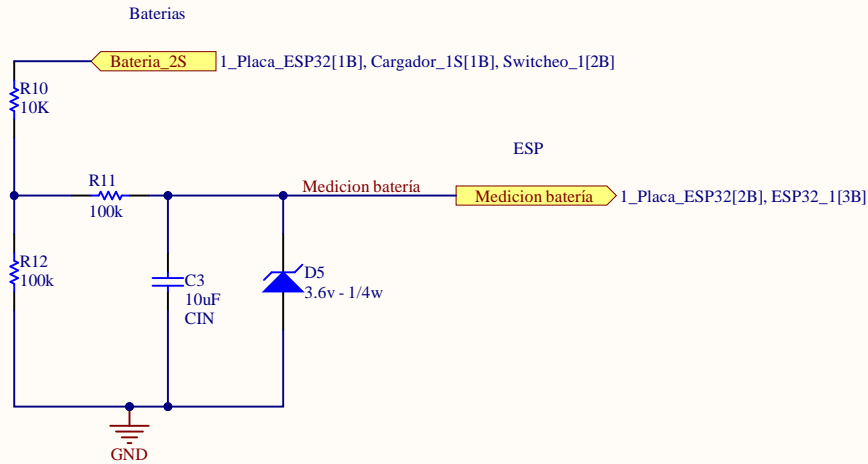 Baterias
Bateria_2S 1_Placa_ESP32[1B], Cargador_1S[1B], Switcheo_1[2B]
R10
10K
ESP
R11
100k
Medicion batería
Medicion batería 1_Placa_ESP32[2B], ESP32_1[3B]
R12
100k
C3
10uF
CIN
D5
3.6v - 1/4w
GND